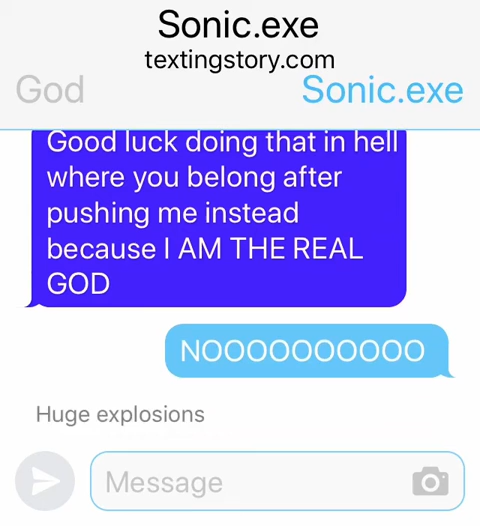 Sonic.exe
textingstory.com
God
Sonic.exe
Good luck doing that in hell
where you belong after
pushing me instead
because I AM THE REAL
GOD
NOOOOOOOOOO
Huge explosions
Message